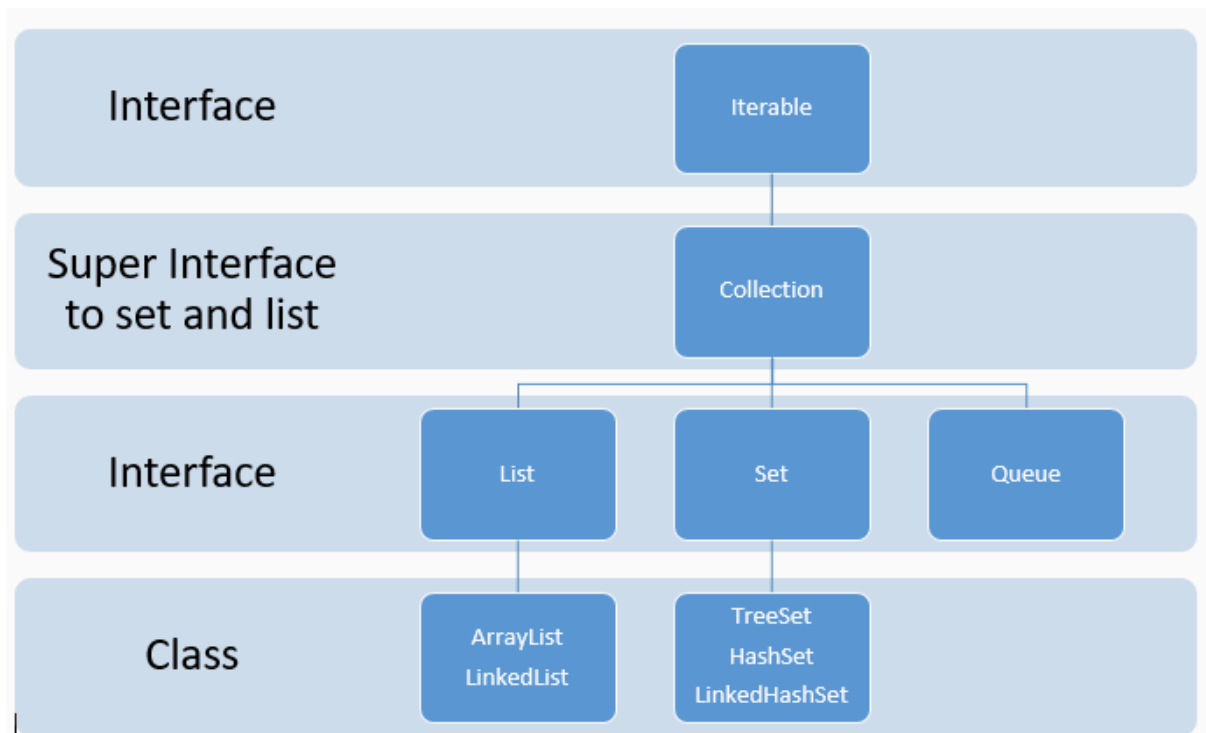 Interface
Iterable
Super Interface
to set and list
Collection
Interface
List
Set
Queue
Class
ArrayList
LinkedList
TreeSet
HashSet
LinkedHashSet